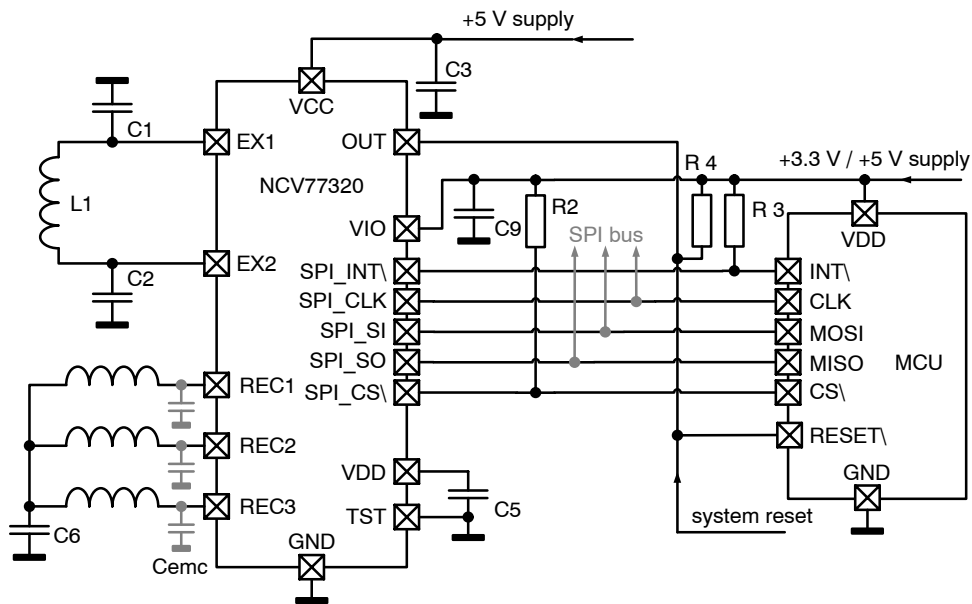 +5 V supply
C3
VCC
C1
EX1
OUT
R 4
+3.3 V / +5 V supply
NCV77320
L1
R2
R 3
C9
VIO
SPI bus
VDD
EX2
C2
SPI_INT\
INT\
SPI_CLK
CLK
SPI_SI
MOSI
SPI_SO
MISO
MCU
REC1
SPI_CS\
CS\
RESET\
REC2
VDD
GND
REC3
C5
TST
system reset
C6
GND
Cemc